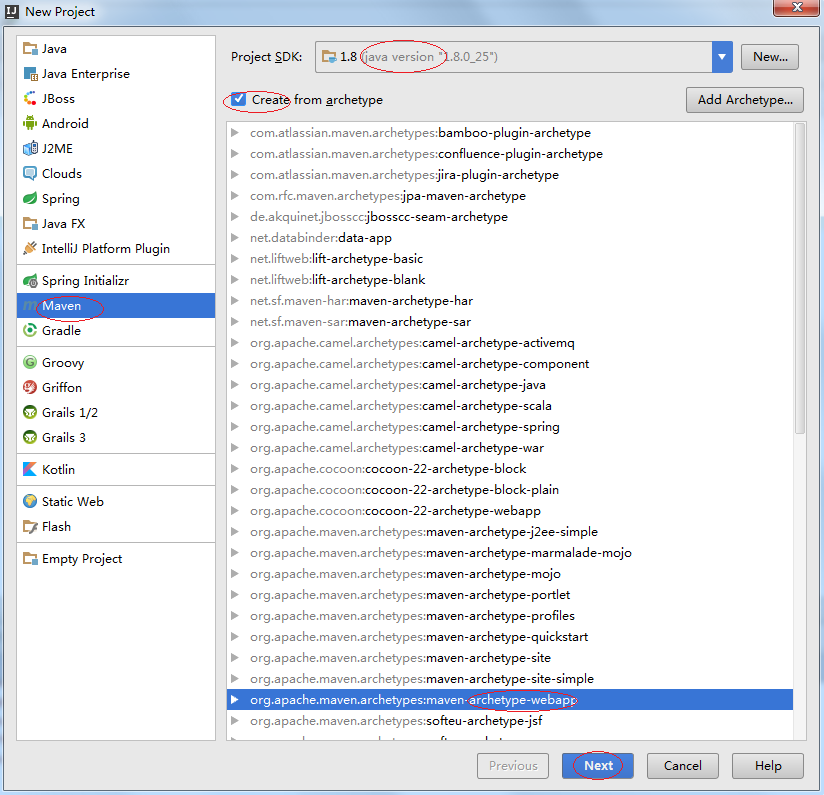 New Project
Java
Java Enterprise
JBoss
Android
J2ME
Clouds
Spring
Java FX
IntelliJ Platform Plugin
Spring Initializr
Maven
Gradle
Groovy
Griffon
Grails 1/2
Grails 3
Kotlin
Static Web
Flash
Empty Project
Project SDK: 1.8 (java version "1.8.0_25") New...
Create from archetype Add Archetype...
com.atlassian.maven.archetypes:bamboo-plugin-archetype
com.atlassian.maven.archetypes:confluence-plugin-archetype
com.atlassian.maven.archetypes:jira-plugin-archetype
com.rfc.maven.archetypes:jpa-maven-archetype
de.akquinet.jbosscc:jbosscc-seam-archetype
net.databinder:data-app
net.liftweb:lift-archetype-basic
net.liftweb:lift-archetype-blank
net.sf.maven-har:maven-archetype-har
net.sf.maven-sar:maven-archetype-sar
org.apache.camel.archetypes:camel-archetype-activemq
org.apache.camel.archetypes:camel-archetype-component
org.apache.camel.archetypes:camel-archetype-java
org.apache.camel.archetypes:camel-archetype-scala
org.apache.camel.archetypes:camel-archetype-spring
org.apache.camel.archetypes:camel-archetype-war
org.apache.cocoon:cocoon-22-archetype-block
org.apache.cocoon:cocoon-22-archetype-block-plain
org.apache.cocoon:cocoon-22-archetype-webapp
org.apache.maven.archetypes:maven-archetype-j2ee-simple
org.apache.maven.archetypes:maven-archetype-marmalade-mojo
org.apache.maven.archetypes:maven-archetype-mojo
org.apache.maven.archetypes:maven-archetype-portlet
org.apache.maven.archetypes:maven-archetype-profiles
org.apache.maven.archetypes:maven-archetype-quickstart
org.apache.maven.archetypes:maven-archetype-site
org.apache.maven.archetypes:maven-archetype-site-simple
org.apache.maven.archetypes:maven-archetype-webapp
org.apache.maven.archetypes:softeu-archetype-jsf
Previous Next Cancel Help